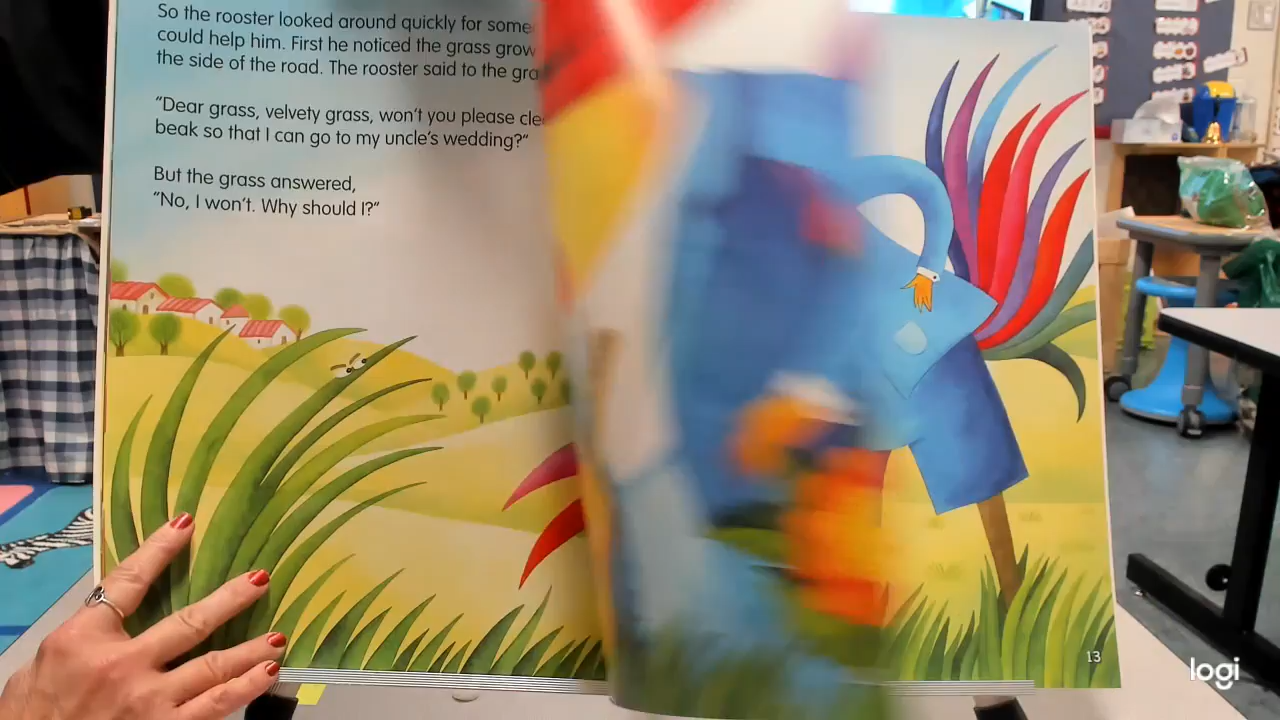 So the rooster looked around quickly for some
could help him. First he noticed the grass grow
the side of the road. The rooster said to the gra
“Dear grass, velvety grass, won’t you please cle
beak so that I can go to my uncle’s wedding?”
But the grass answered,
“No, I won’t. Why should I?”
13
logi